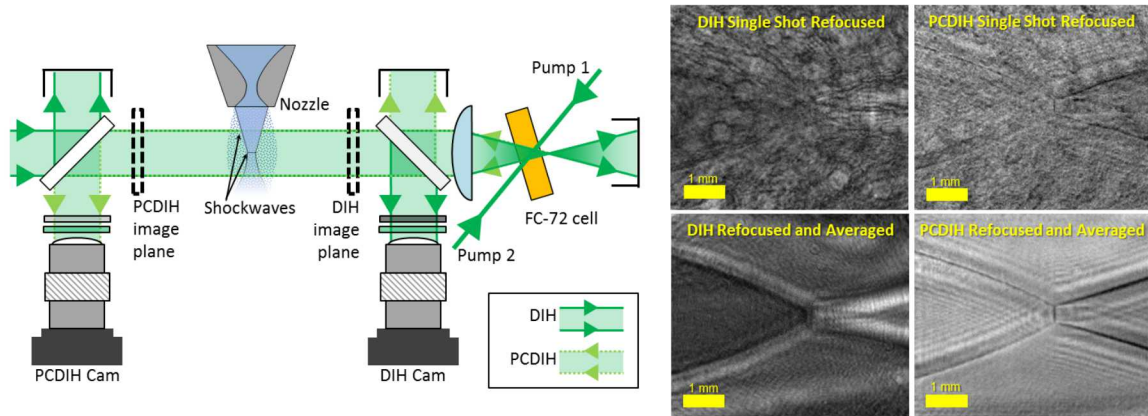 Pump 1
Nozzle
PCDIH
image
plane
Shockwaves
DIH
image
plane
FC-72 cell
Pump 2
DIH
PCDIH
PCDIH Cam
DIH Cam
DIH Single Shot Refocused
1 mm
PCDIH Single Shot Refocused
1 mm
DIH Refocused and Averaged
1 mm
PCDIH Refocused and Averaged
1 mm